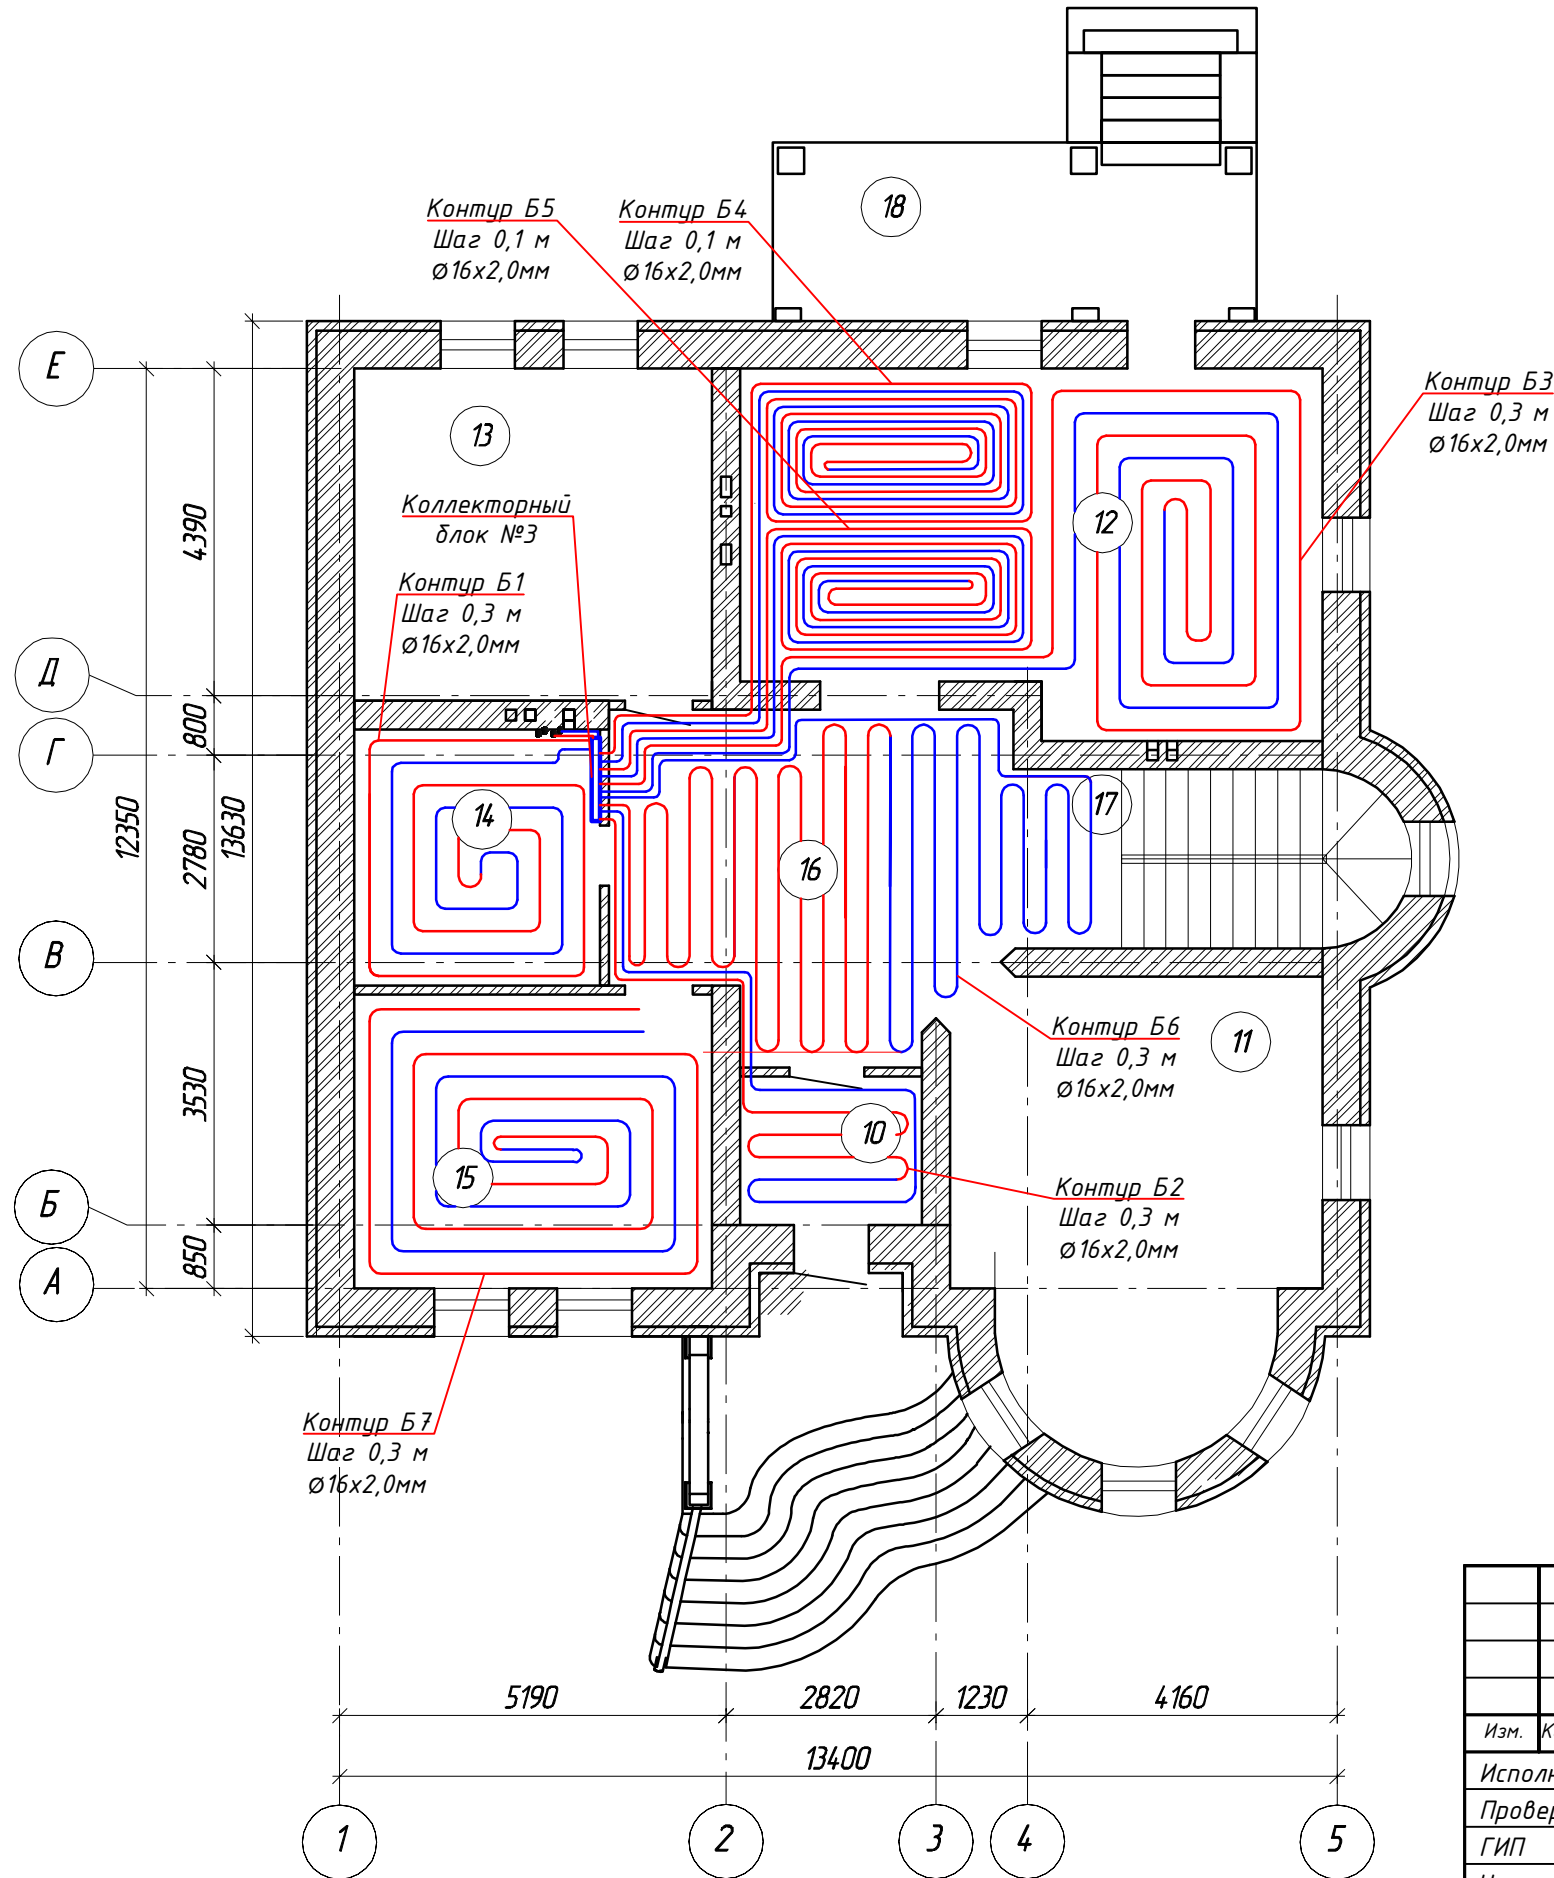 18
Контур Б5
Шаг 0,1 м
Ø16х2,0мм
Контур Б4
Шаг 0,1 м
Ø16х2,0мм
Е
Контур Б3
Шаг 0,3 м
Ø16х2,0мм
13
12
Коллекторный
блок №3
4390
Контур Б1
Шаг 0,3 м
Ø16х2,0мм
Д
800
Г
12350
13630
2780
14
17
16
В
Контур Б6
Шаг 0,3 м
Ø16х2,0мм
11
3530
10
15
Контур Б2
Шаг 0,3 м
Ø16х2,0мм
Б
850
А
Контур Б7
Шаг 0,3 м
Ø16х2,0мм
5190
2820
1230
4160
13400
1
2
3
4
5
Изм.
К
Исполн
Провер
ГИП